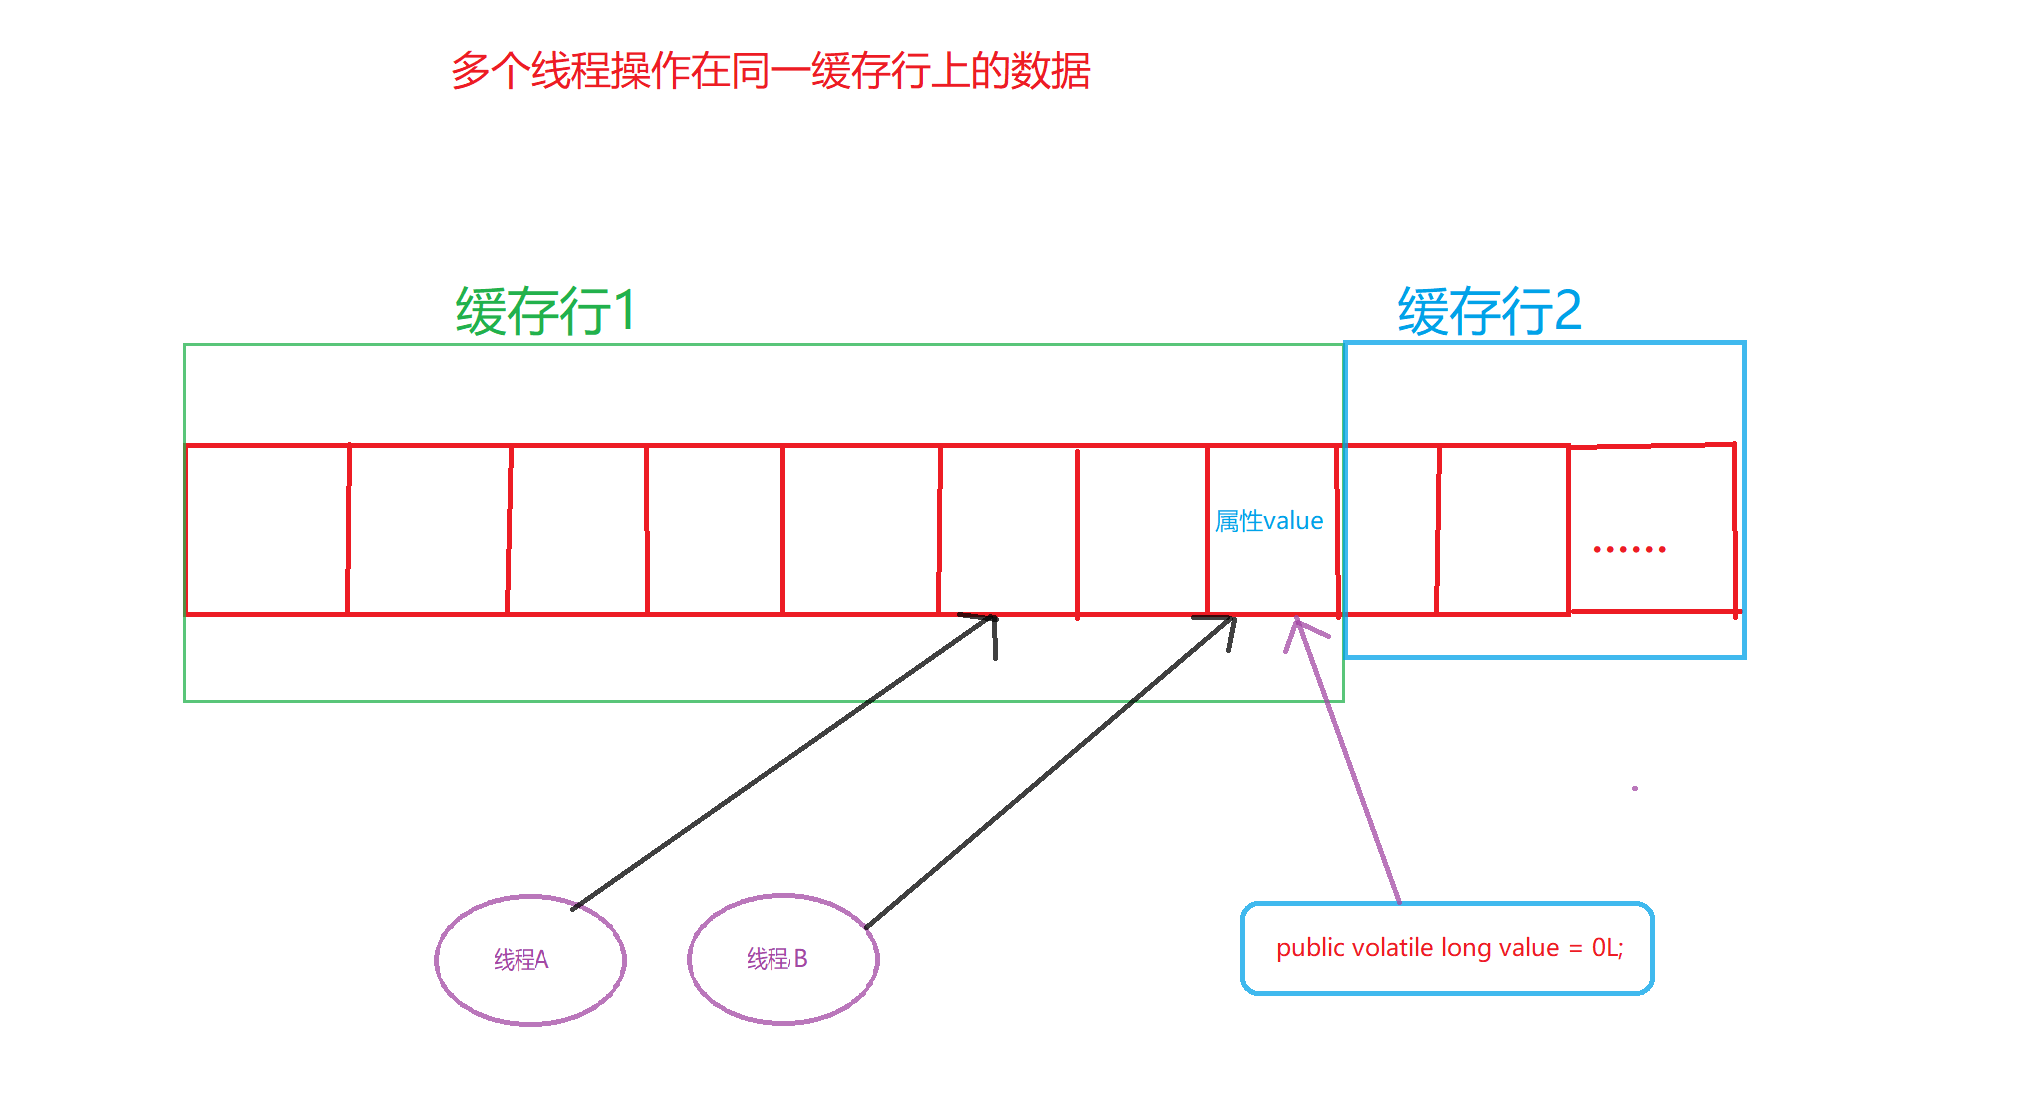 多个线程操作在同一缓存行上的数据
缓存行1
缓存行2
属性value
······
线程A
线程B
public volatile long value = 0L;